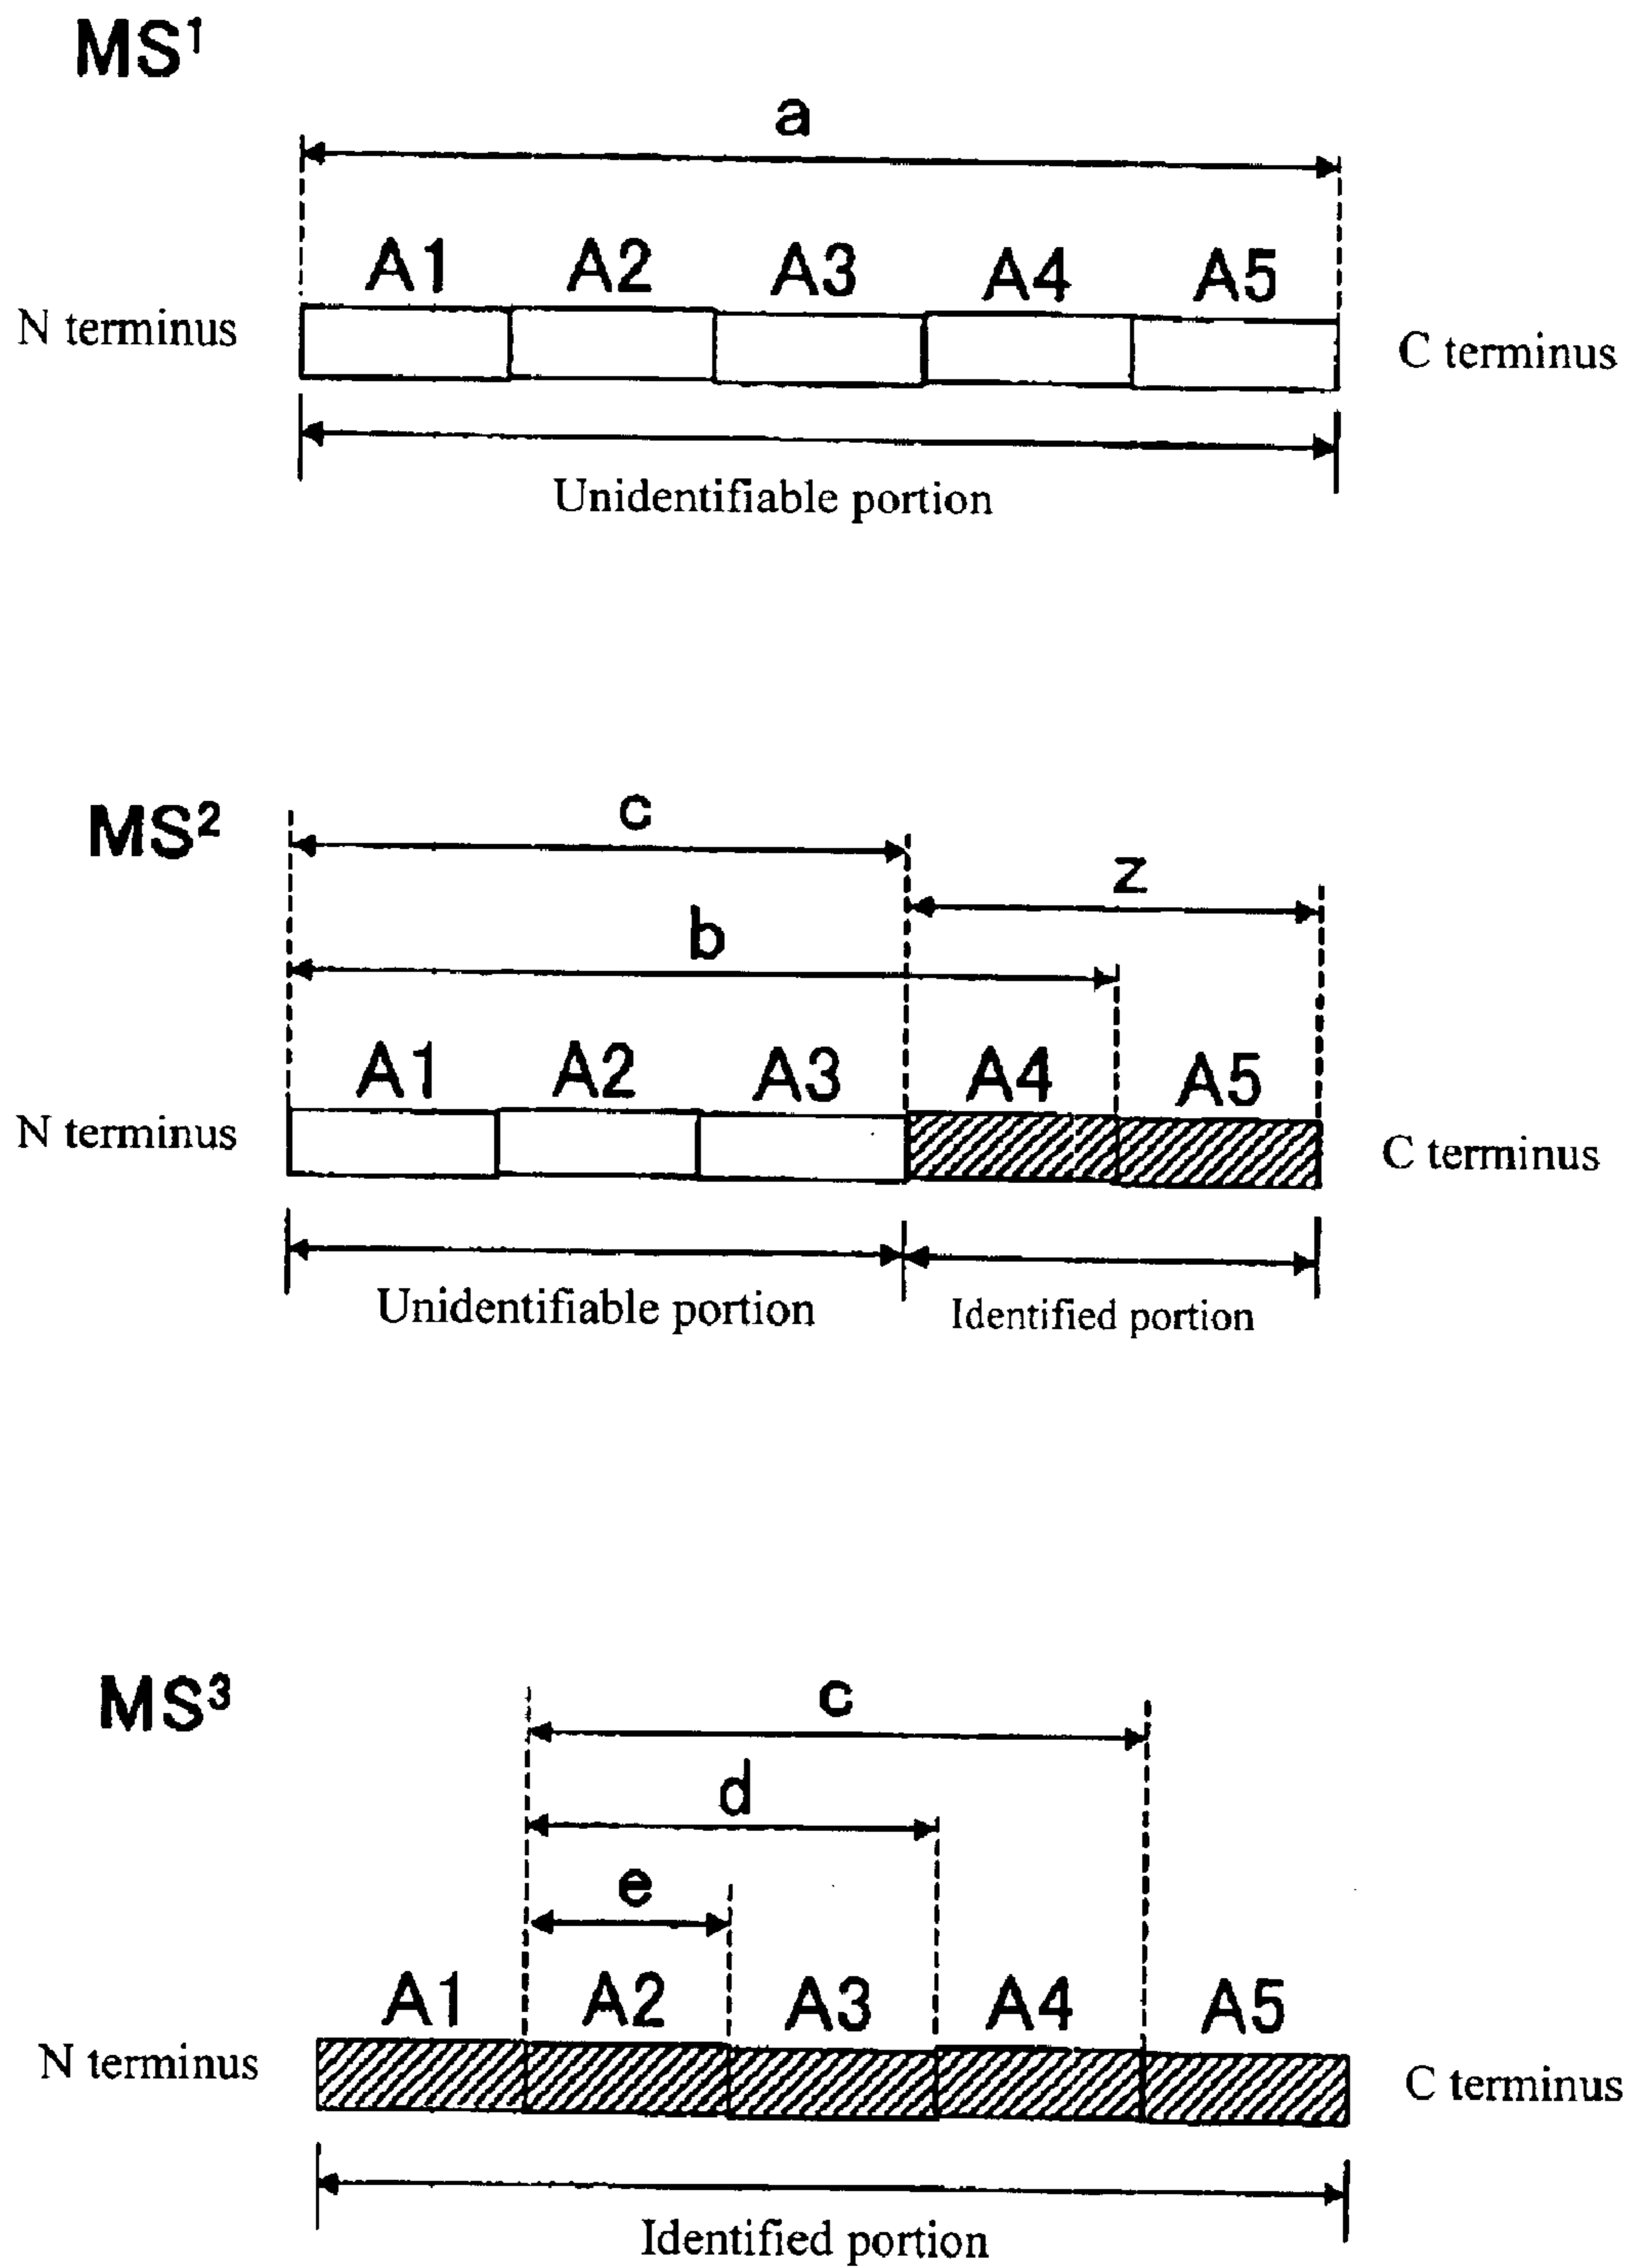 MS¹
a
A1 A2 A3 A4 A5
N terminus C terminus
Unidentifiable portion
MS²
c
z
b
A1 A2 A3 A4 A5
N terminus C terminus
Unidentifiable portion Identified portion
MS³
c
d
e
A1 A2 A3 A4 A5
N terminus C terminus
Identified portion